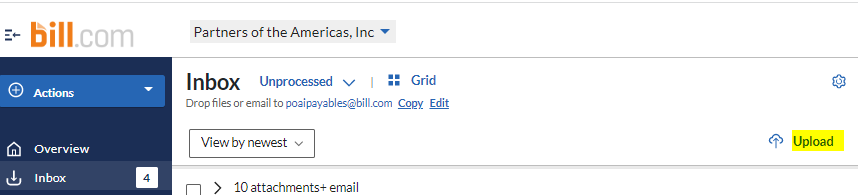 bill.com
Partners of the Americas, Inc
Actions
Overview
Inbox 4
Inbox Unprocessed | Grid
Drop files or email to poaipayables@bill.com Copy Edit
View by newest
Upload
10 attachments+ email